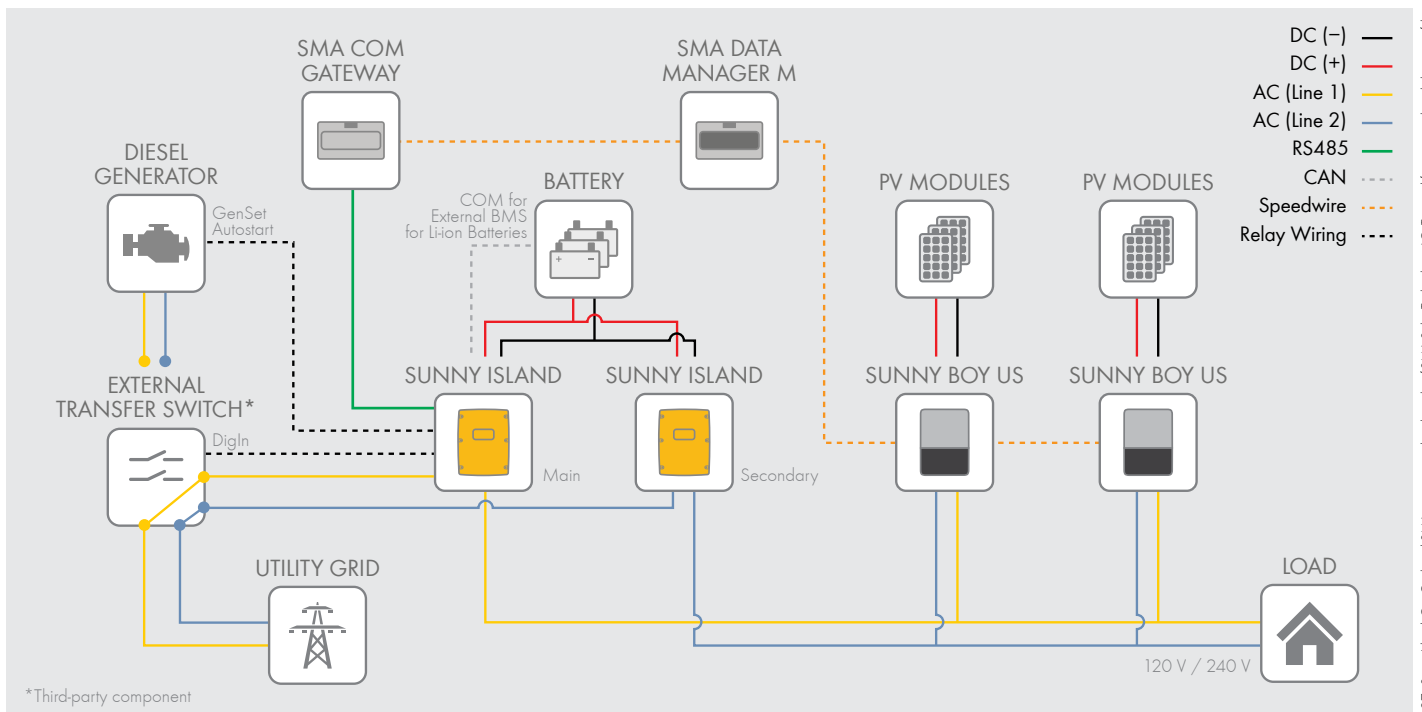 SMA COM
GATEWAY
SMA DATA
MANAGER M
DC (−)
DC (+)
AC (Line 1)
AC (Line 2)
RS485
CAN
Speedwire
Relay Wiring
DIESEL
GENERATOR
GenSet
Autostart
COM for
External BMS
for Li-ion Batteries
BATTERY
+ -
PV MODULES
PV MODULES
EXTERNAL
TRANSFER SWITCH*
DigIn
SUNNY ISLAND
Main
SUNNY ISLAND
Secondary
SUNNY BOY US
SUNNY BOY US
UTILITY GRID
LOAD
120 V / 240 V
*Third-party component